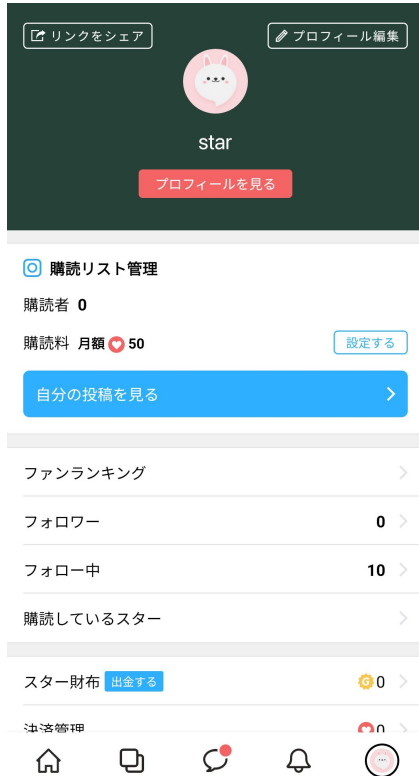 リンクをシェア
プロフィール編集
star
プロフィールを見る
購読リスト管理
購読者 0
購読料 月額 50
設定する
自分の投稿を見る
ファンランキング
フォロワー 0
フォロー中 10
購読しているスター
スター財布 出金する G 0
決済管理 0